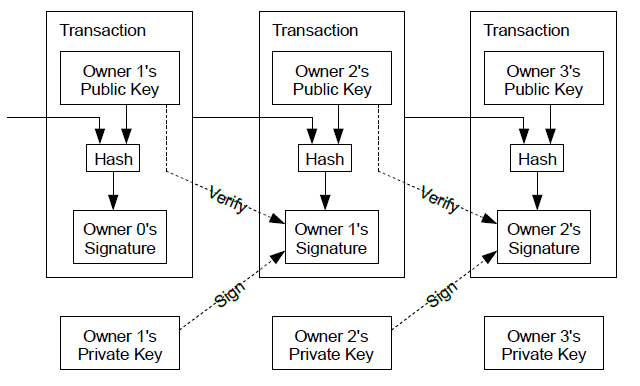 Transaction
Owner 1's
Public Key
Hash
Owner 0's
Signature
Transaction
Owner 2's
Public Key
Hash
Verify
Owner 1's
Signature
Transaction
Owner 3's
Public Key
Hash
Verify
Owner 2's
Signature
Sign
Sign
Owner 1's
Private Key
Owner 2's
Private Key
Owner 3's
Private Key